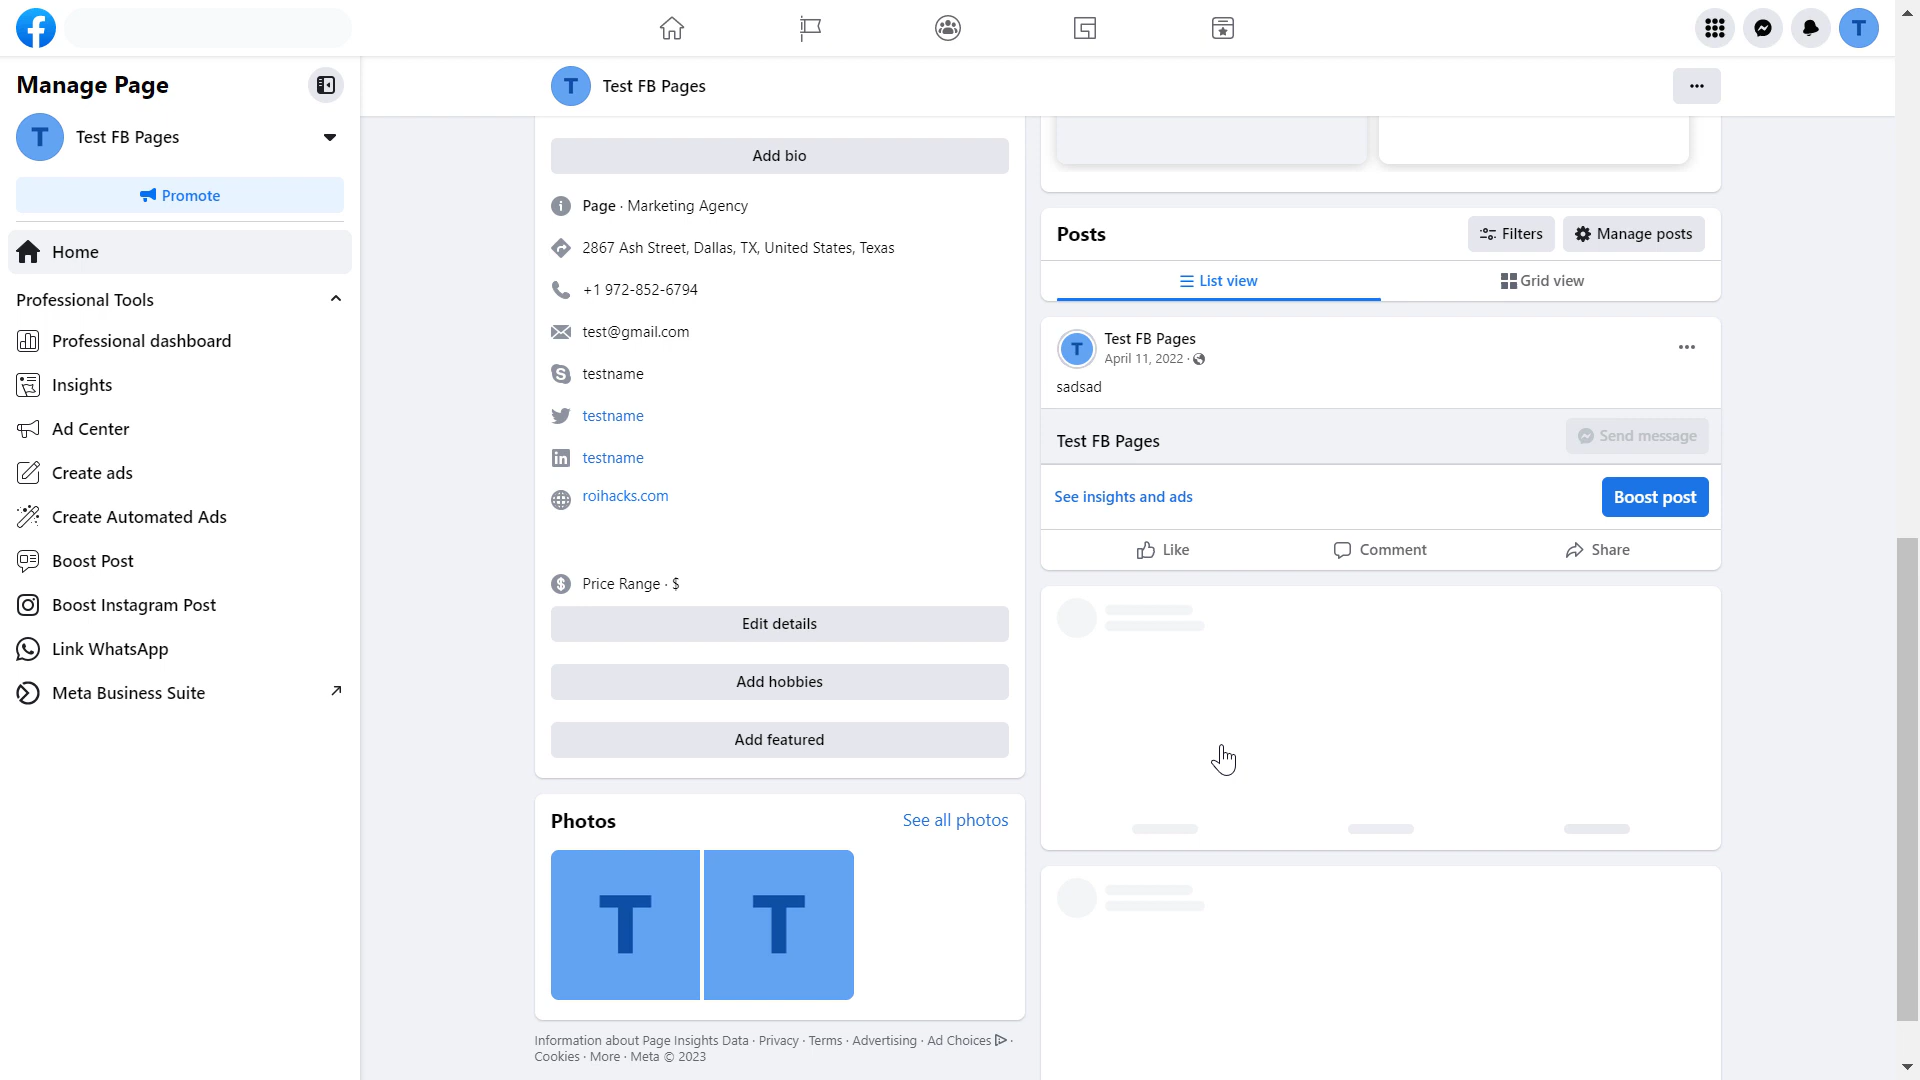 Manage Page
T
Test FB Pages
Promote
Home
Professional Tools
Professional dashboard
Insights
Ad Center
Create ads
Create Automated Ads
Boost Post
Boost Instagram Post
Link WhatsApp
Meta Business Suite
T
T Test FB Pages
...
Add bio
Page · Marketing Agency
2867 Ash Street, Dallas, TX, United States, Texas
+1 972-852-6794
test@gmail.com
testname
testname
testname
roihacks.com
Price Range · $
Edit details
Add hobbies
Add featured
Photos See all photos
T T
Information about Page Insights Data · Privacy · Terms · Advertising · Ad Choices ·
Cookies · More · Meta © 2023
Posts Filters Manage posts
List view Grid view
T
Test FB Pages
April 11, 2022 ·
sadsad
Test FB Pages Send message
See insights and ads Boost post
Like Comment Share